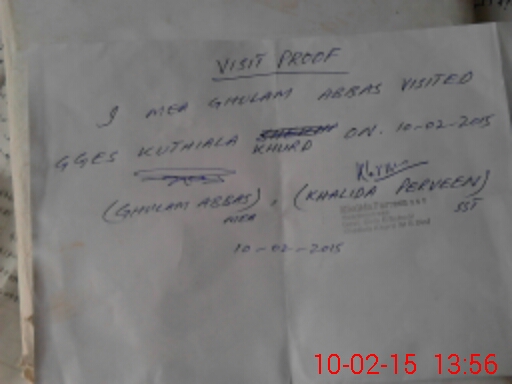 VISIT PROOF
I MEA GHULAM ABBAS VISITED
GGES KUTHIALA KHURD ON. 10-02-2015
(GHULAM ABBAS), (KHALIDA PERVEEN)
MEA SST
10-02-2015
10-02-15 13:56